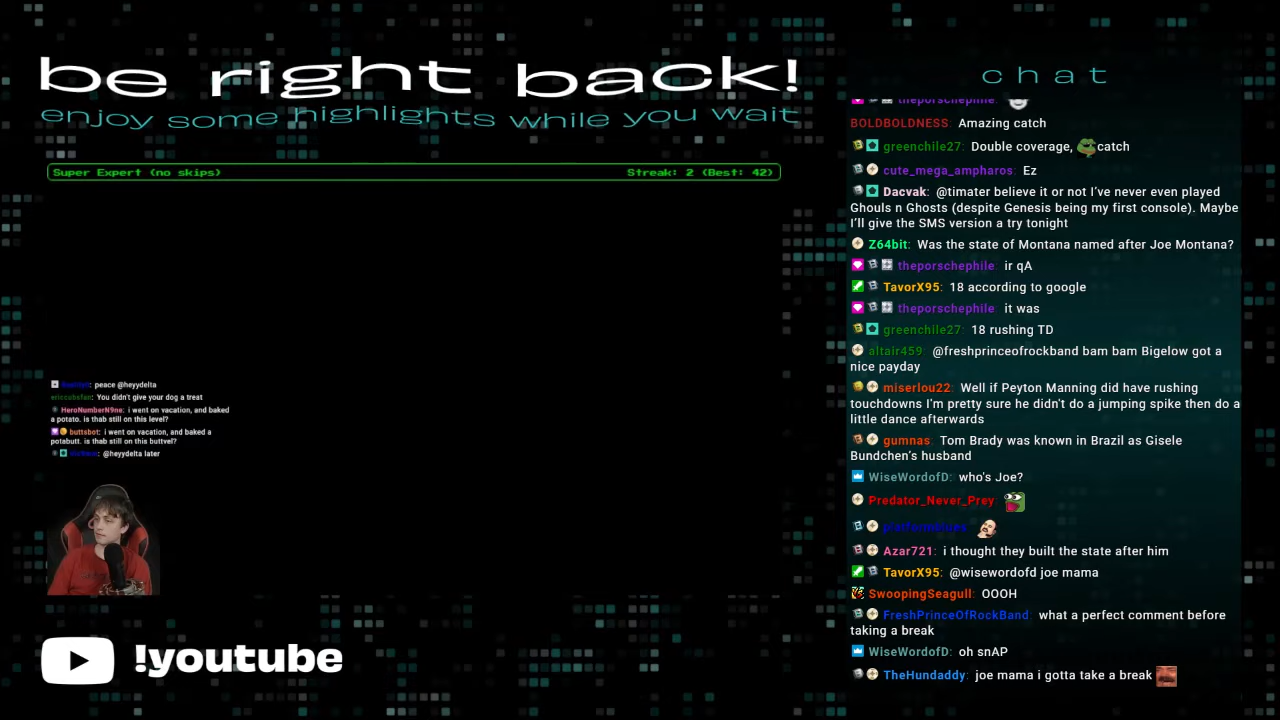 be right back!
enjoy some highlights while you wait
Super Expert (no skips)
Streak: 2 (Best: 42)
peace @heyydelta
ericcobsfan: You didn't give your dog a treat
HeroNumberN9ne: i went on vacation, and baked
a potato. is thab still on this level?
buttsbot: i went on vacation, and baked a
potabutt. is thab still on this buttvel?
@heyydelta later
!youtube
chat
theporschephile:
BOLDBOLDNESS: Amazing catch
greenchile27: Double coverage, catch
cute_mega_ampharos: Ez
Dacvak: @timater believe it or not I've never even played
Ghouls n Ghosts (despite Genesis being my first console). Maybe
I'll give the SMS version a try tonight
Z64bit: Was the state of Montana named after Joe Montana?
theporschephile: ir qA
TavorX95: 18 according to google
theporschephile: it was
greenchile27: 18 rushing TD
altair459: @freshprinceofrockband bam bam Bigelow got a
nice payday
miserlou22: Well if Peyton Manning did have rushing
touchdowns I'm pretty sure he didn't do a jumping spike then do a
little dance afterwards
gumnas: Tom Brady was known in Brazil as Gisele
Bundchen's husband
WiseWordofD: who's Joe?
Predator_Never_Prey:
Azar721: i thought they built the state after him
TavorX95: @wisewordofd joe mama
SwoopingSeagull: OOOH
FreshPrinceOfRockBand: what a perfect comment before
taking a break
WiseWordofD: oh snAP
TheHundaddy: joe mama i gotta take a break